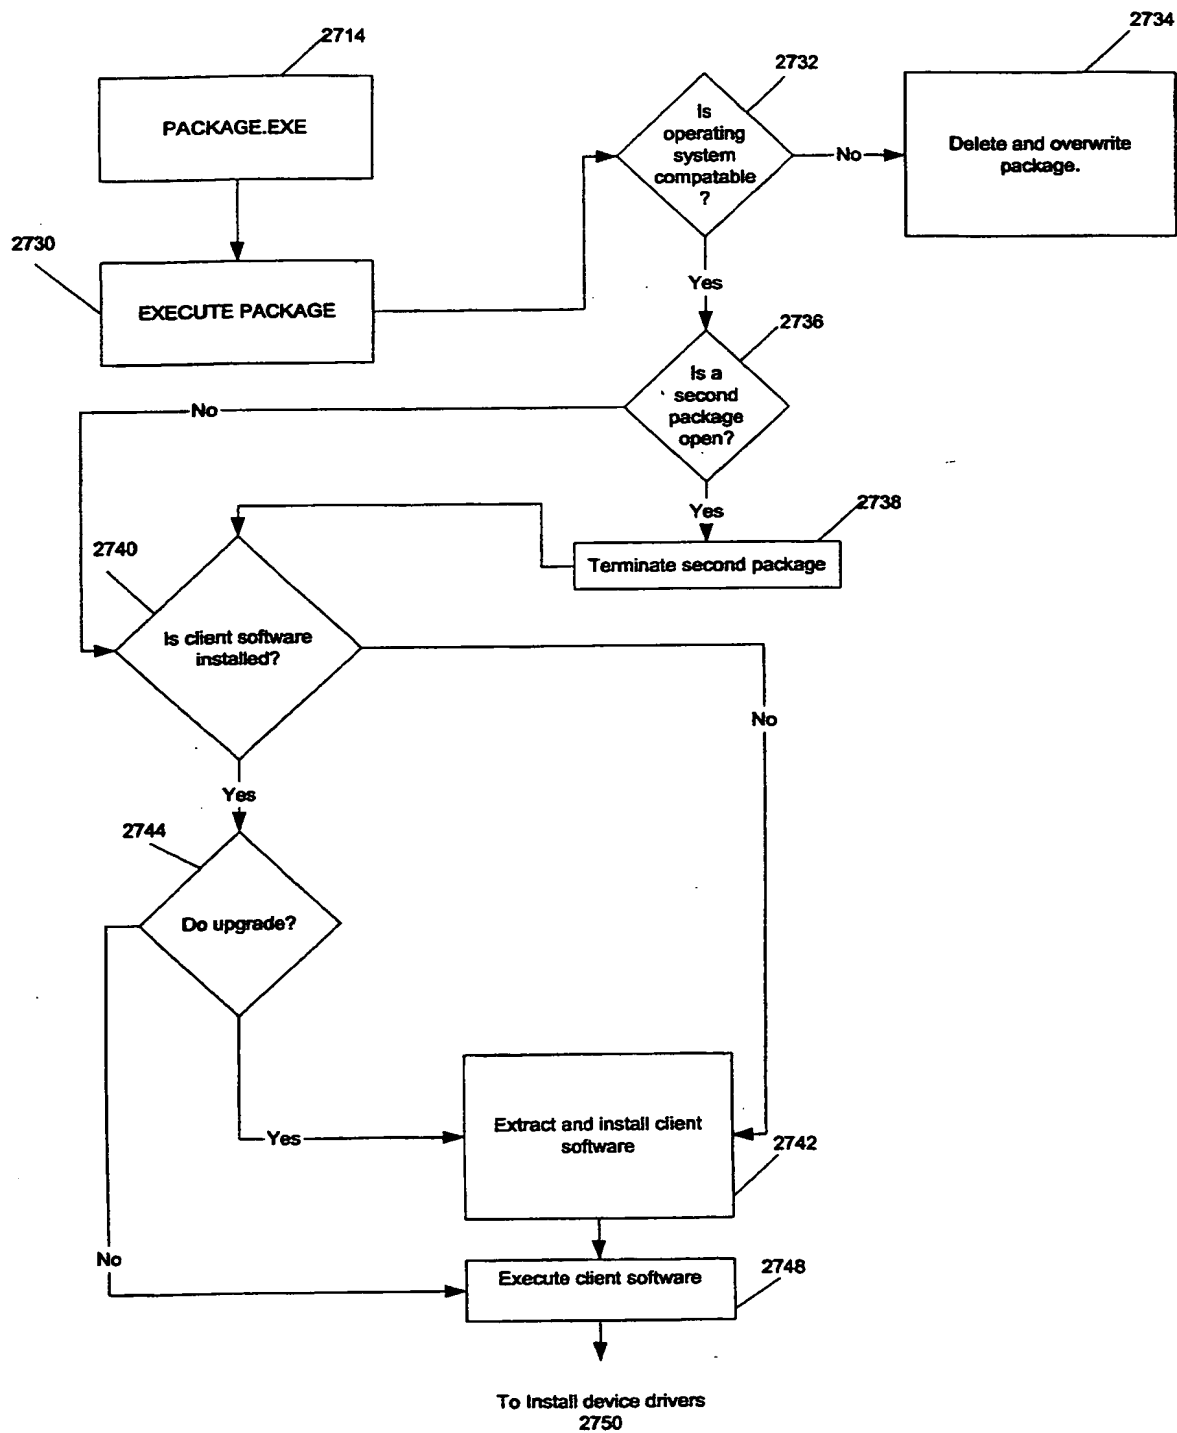 2714
PACKAGE.EXE
2730
EXECUTE PACKAGE
2732
Is
operating
system
compatable
?
No
2734
Delete and overwrite
package.
Yes
2736
Is a
second
package
open?
No
Yes
2738
Terminate second package
2740
Is client software
installed?
No
Yes
2744
Do upgrade?
Yes
Extract and install client
software
2742
No
Execute client software
2748
To Install device drivers
2750